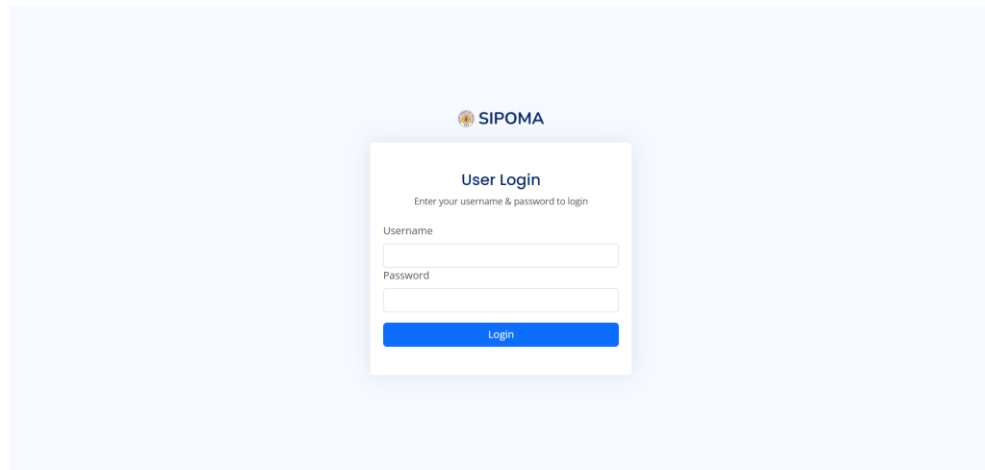 SIPOMA
User Login
Enter your username & password to login
Username
Password
Login